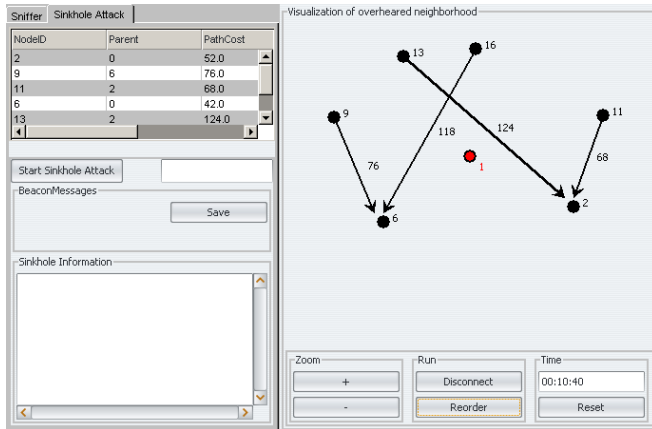 Sniffer Sinkhole Attack
NodeID Parent PathCost
2 0 52.0
9 6 76.0
11 2 68.0
6 0 42.0
13 2 124.0
Start Sinkhole Attack
BeaconMessages
Save
Sinkhole Information
Visualization of overheared neighborhood
13
16
9
11
118
124
76
1
68
6
2
Zoom
+
-
Run
Disconnect
Reorder
Time
00:10:40
Reset